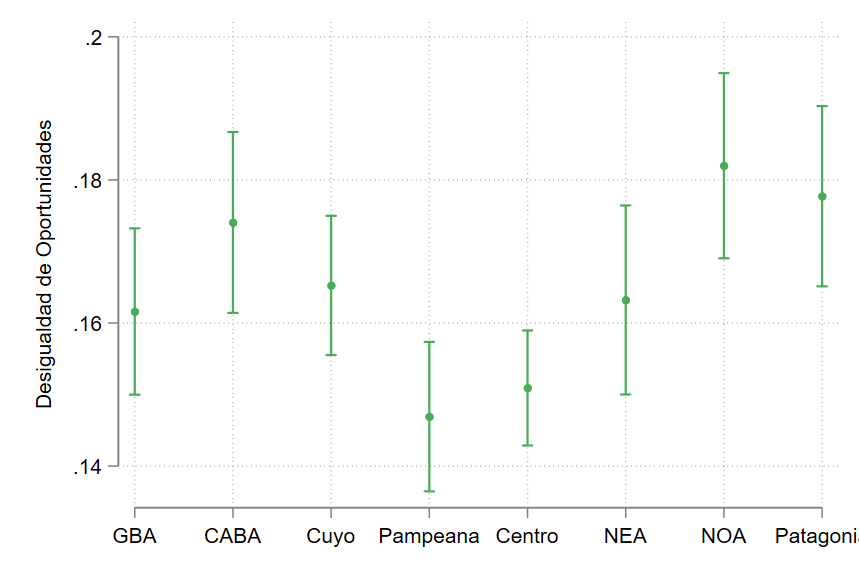 .2
.18
.16
.14
Desigualdad de Oportunidades
GBA CABA Cuyo Pampeana Centro NEA NOA Patagoni